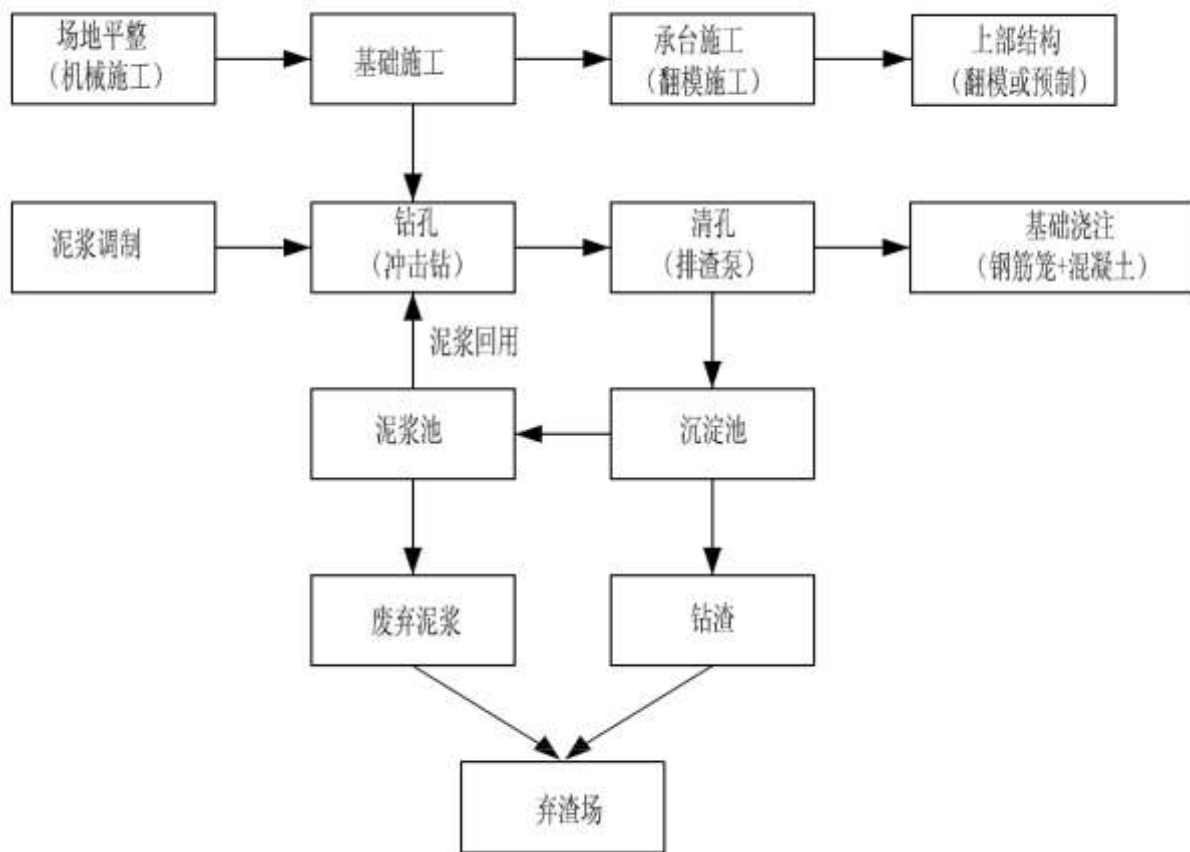 场地平整
（机械施工）
基础施工
承台施工
（翻模施工）
上部结构
（翻模或预制）
泥浆调制
钻孔
（冲击钻）
清孔
（排渣泵）
基础浇注
（钢筋笼+混凝土）
泥浆回用
泥浆池
沉淀池
废弃泥浆
钻渣
弃渣场